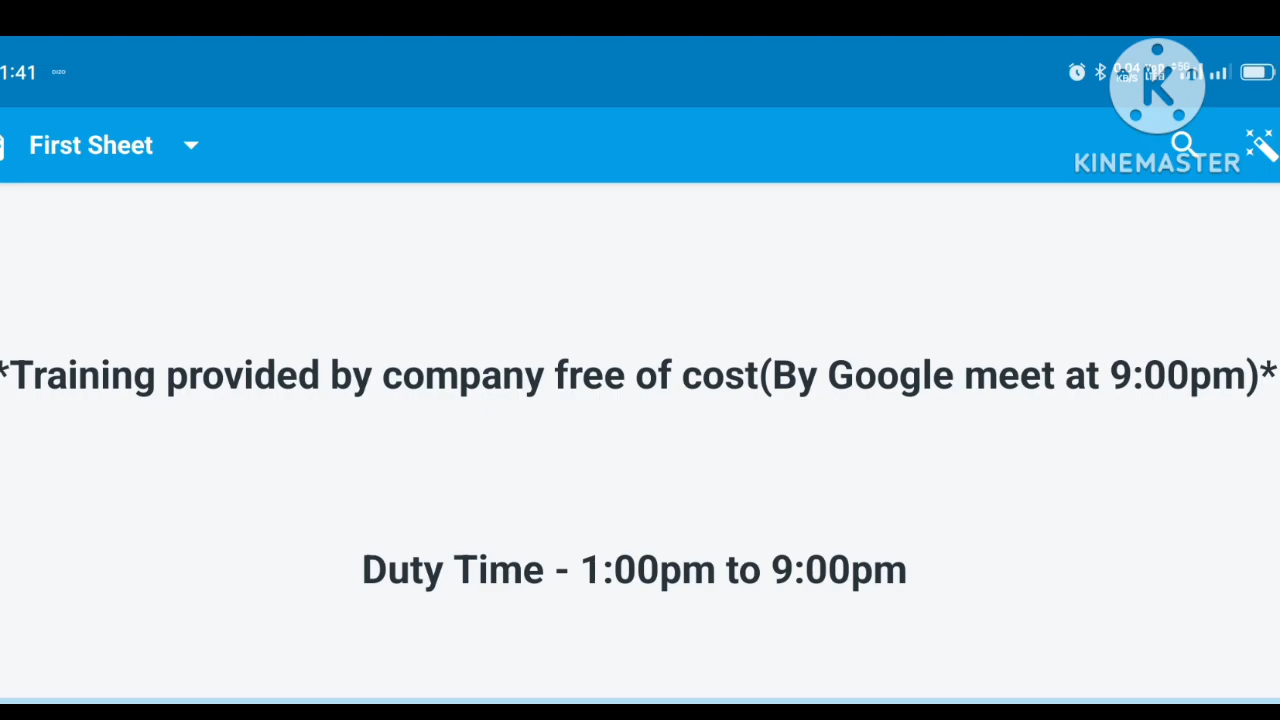 1:41 DIZO
KINEMASTER
First Sheet
*Training provided by company free of cost(By Google meet at 9:00pm)*
Duty Time - 1:00pm to 9:00pm